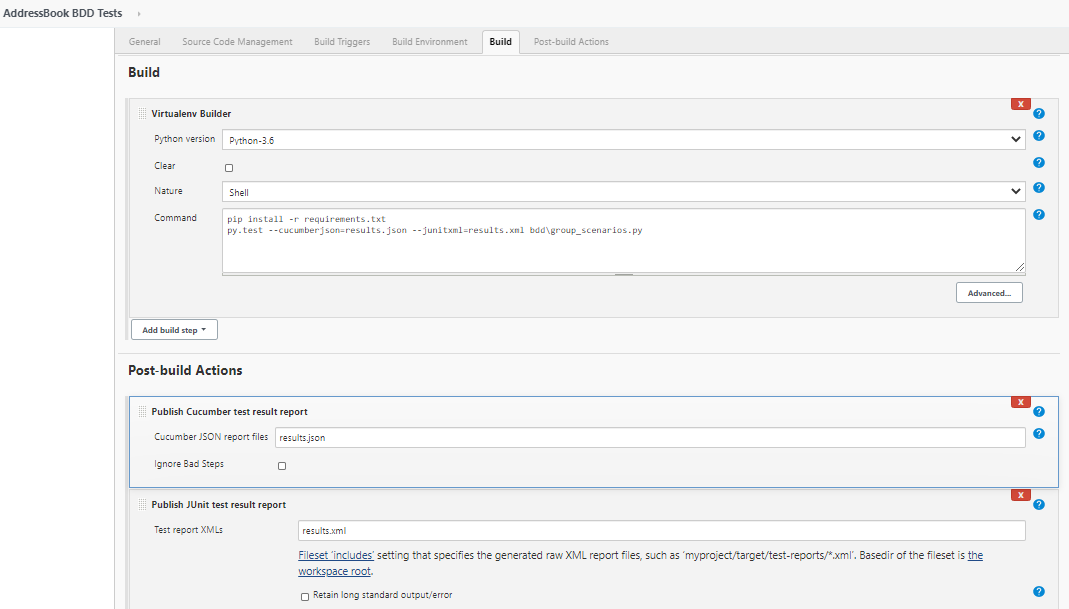 AddressBook BDD Tests
General Source Code Management Build Triggers Build Environment Build Post-build Actions
Build
X
Virtualenv Builder
?
Python version Python-3.6 ?
Clear ?
Nature Shell ?
Command ?
pip install -r requirements.txt
py.test --cucumberjson=results.json --junitxml=results.xml bdd\group_scenarios.py
Advanced...
Add build step
Post-build Actions
X
Publish Cucumber test result report ?
Cucumber JSON report files results.json ?
Ignore Bad Steps
X
Publish JUnit test result report ?
Test report XMLs results.xml
Fileset 'includes' setting that specifies the generated raw XML report files, such as 'myproject/target/test-reports/*.xml'. Basedir of the fileset is the
workspace root.
Retain long standard output/error ?